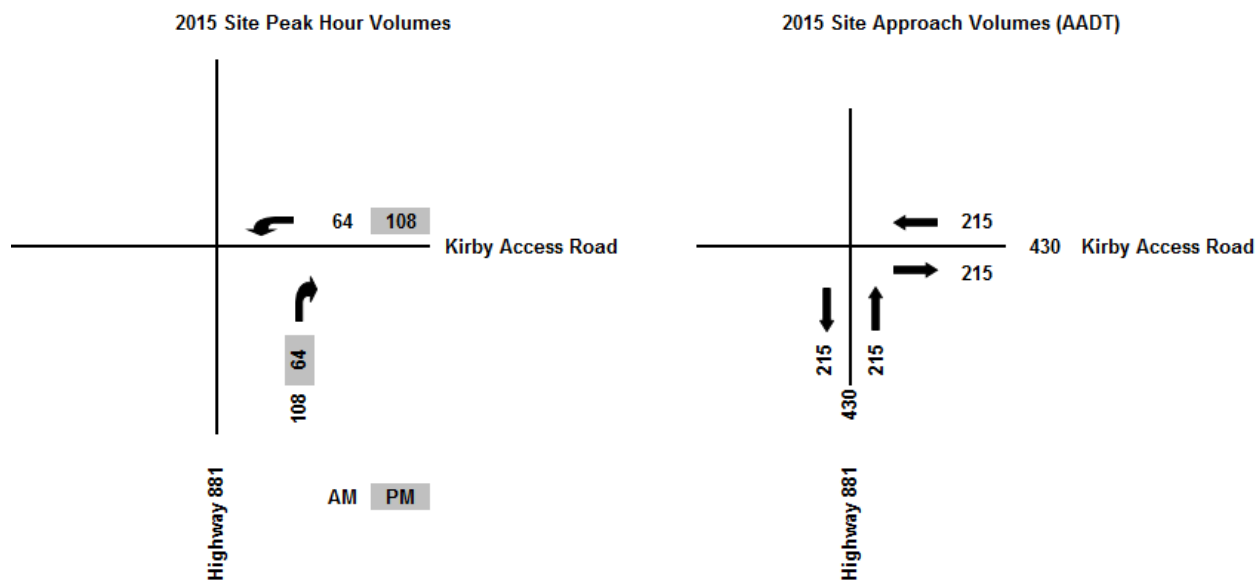 2015 Site Peak Hour Volumes
64 108
Kirby Access Road
64
108
Highway 881
AM PM
2015 Site Approach Volumes (AADT)
215
430 Kirby Access Road
215
215
215
430
Highway 881